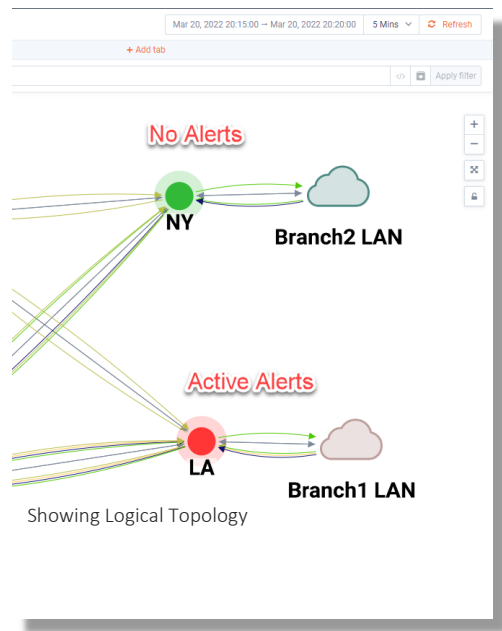 Mar 20, 2022 20:15:00 – Mar 20, 2022 20:20:00 5 Mins Refresh
+ Add tab
</> Apply filter
+
No Alerts
−
NY
Branch2 LAN
Active Alerts
LA
Branch1 LAN
Showing Logical Topology